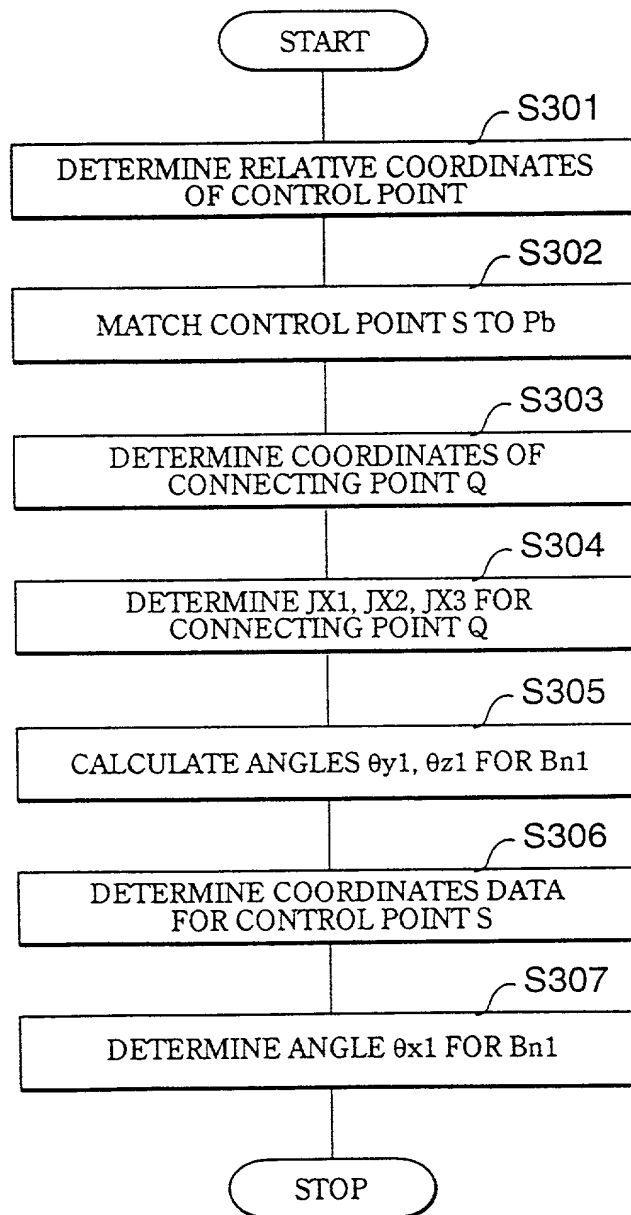 START
S301
DETERMINE RELATIVE COORDINATES
OF CONTROL POINT
S302
MATCH CONTROL POINT S TO Pb
S303
DETERMINE COORDINATES OF
CONNECTING POINT Q
S304
DETERMINE JX1, JX2, JX3 FOR
CONNECTING POINT Q
S305
CALCULATE ANGLES θy1, θz1 FOR Bn1
S306
DETERMINE COORDINATES DATA
FOR CONTROL POINT S
S307
DETERMINE ANGLE θx1 FOR Bn1
STOP